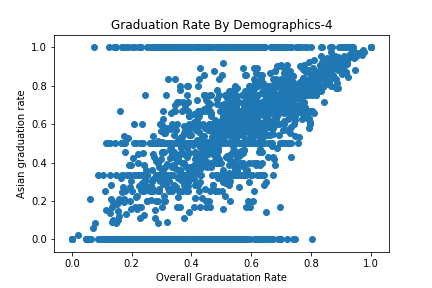 Graduation Rate By Demographics-4
Asian graduation rate
1.0
0.8
0.6
0.4
0.2
0.0
0.0 0.2 0.4 0.6 0.8 1.0
Overall Graduatation Rate